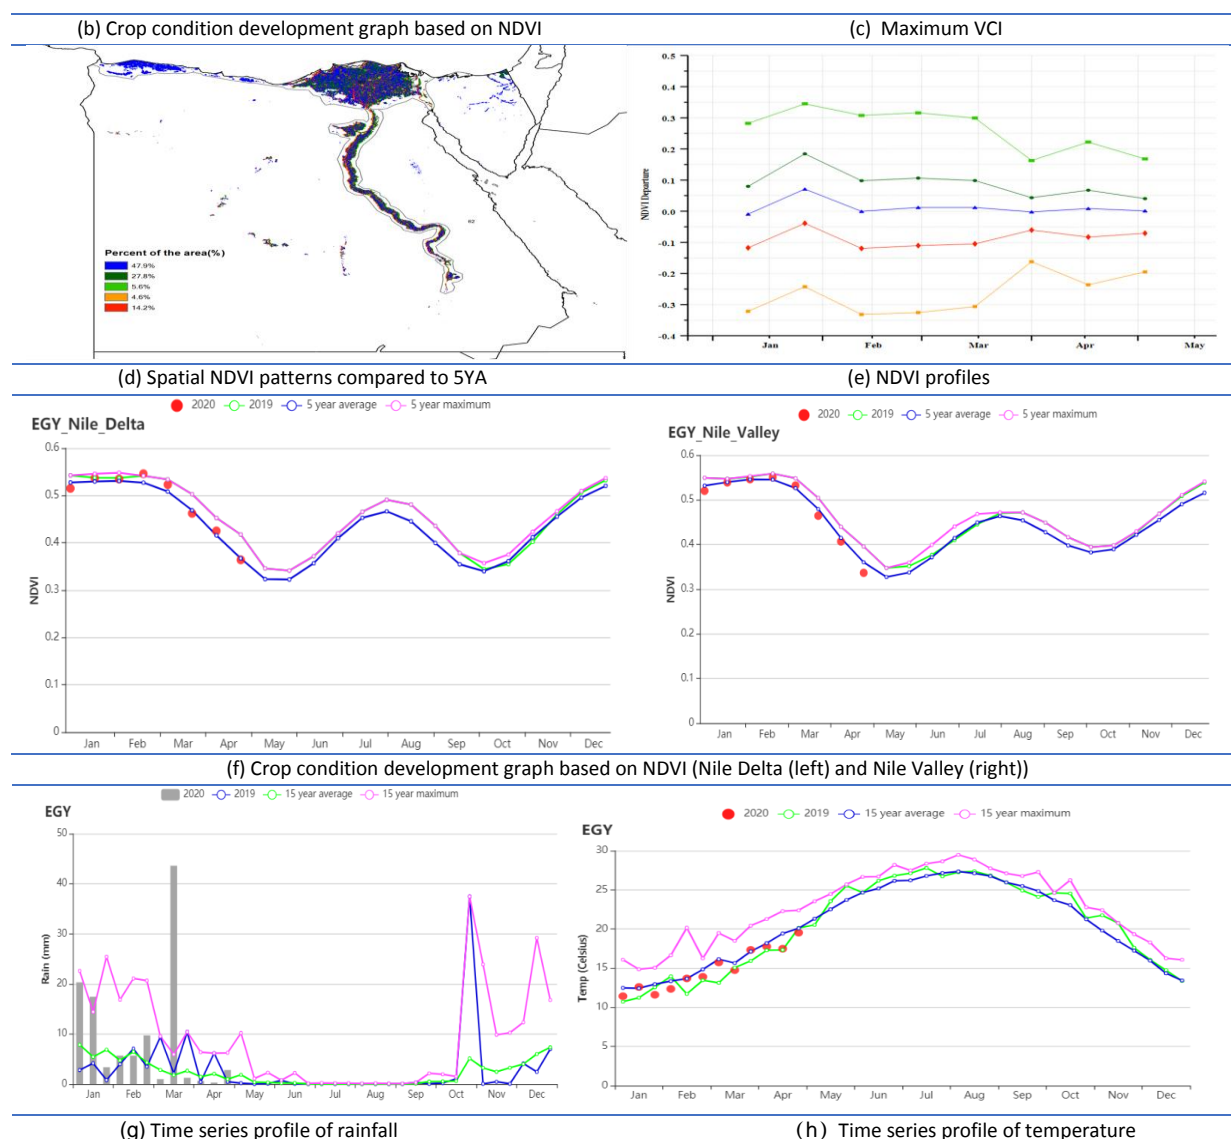 (b) Crop condition development graph based on NDVI
(c) Maximum VCI
62
Percent of the area(%)
47.9%
27.8%
5.6%
4.6%
14.2%
NDVI Departure
0.5
0.4
0.3
0.2
0.1
0.0
-0.1
-0.2
-0.3
-0.4
Jan Feb Mar Apr May
(d) Spatial NDVI patterns compared to 5YA
(e) NDVI profiles
2020 2019 5 year average 5 year maximum
EGY_Nile_Delta
NDVI
0.6
0.5
0.4
0.3
0.2
0.1
0
Jan Feb Mar Apr May Jun Jul Aug Sep Oct Nov Dec
2020 2019 5 year average 5 year maximum
EGY_Nile_Valley
NDVI
0.6
0.5
0.4
0.3
0.2
0.1
0
Jan Feb Mar Apr May Jun Jul Aug Sep Oct Nov Dec
(f) Crop condition development graph based on NDVI (Nile Delta (left) and Nile Valley (right))
2020 2019 15 year average 15 year maximum
EGY
Rain (mm)
50
40
30
20
10
0
Jan Feb Mar Apr May Jun Jul Aug Sep Oct Nov Dec
2020 2019 15 year average 15 year maximum
EGY
Temp (Celsius)
30
25
20
15
10
5
0
Jan Feb Mar Apr May Jun Jul Aug Sep Oct Nov Dec
(g) Time series profile of rainfall
(h) Time series profile of temperature